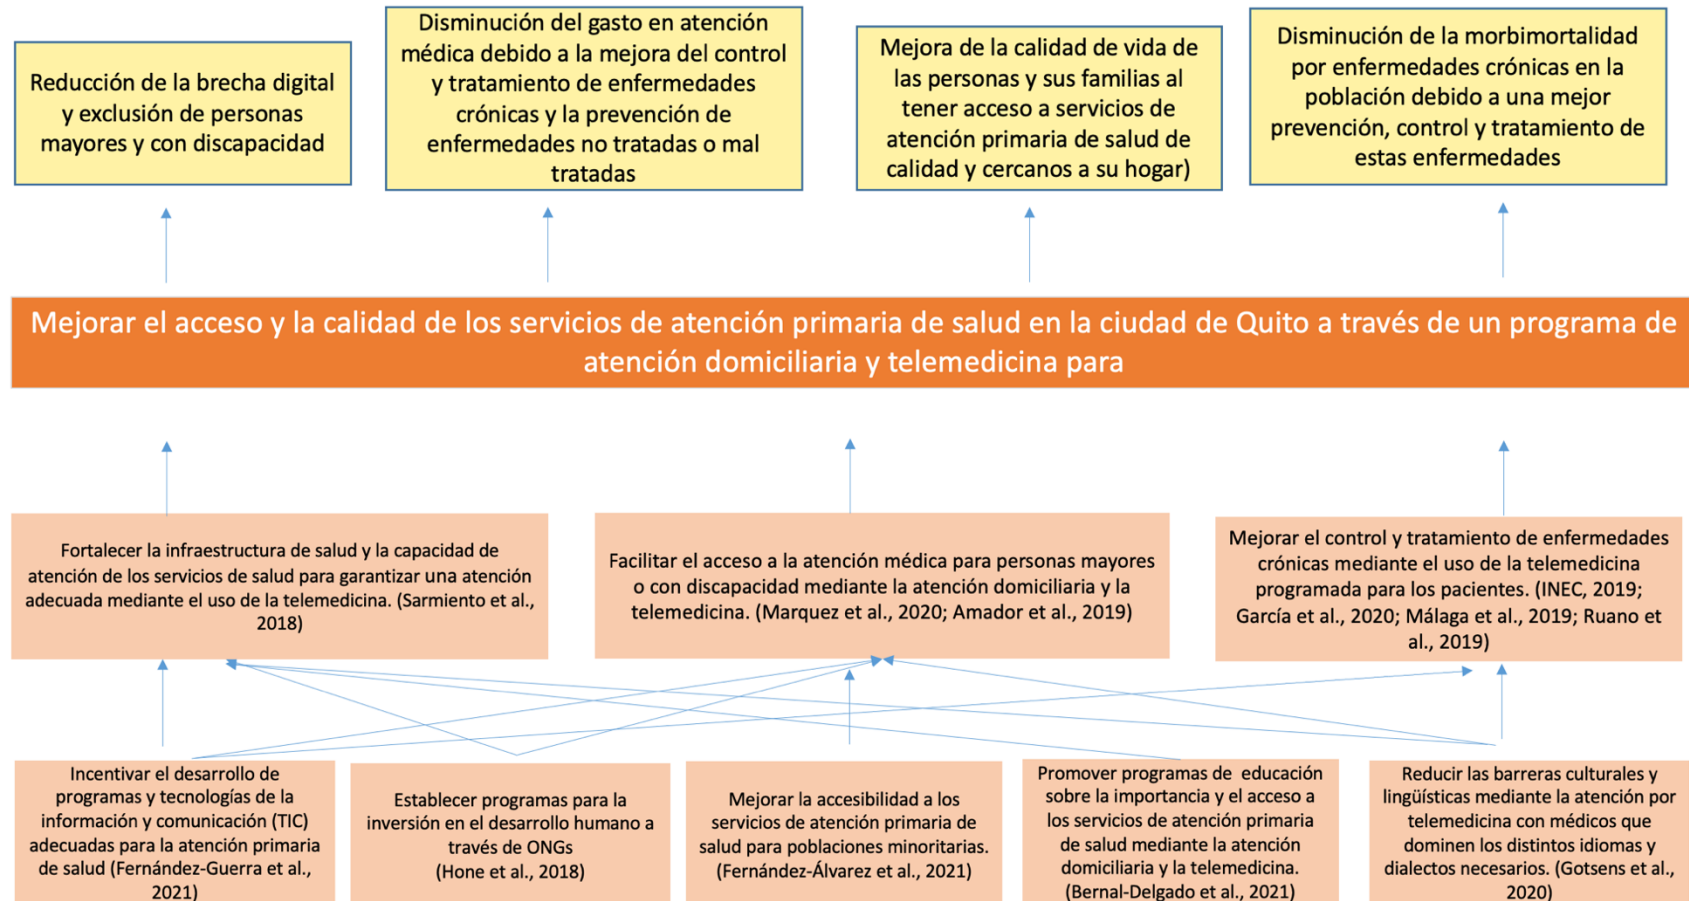 Reducción de la brecha digital
y exclusión de personas
mayores y con discapacidad
Disminución del gasto en atención
médica debido a la mejora del control
y tratamiento de enfermedades
crónicas y la prevención de
enfermedades no tratadas o mal
tratadas
Mejora de la calidad de vida de
las personas y sus familias al
tener acceso a servicios de
atención primaria de salud de
calidad y cercanos a su hogar)
Disminución de la morbimortalidad
por enfermedades crónicas en la
población debido a una mejor
prevención, control y tratamiento de
estas enfermedades
Mejorar el acceso y la calidad de los servicios de atención primaria de salud en la ciudad de Quito a través de un programa de
atención domiciliaria y telemedicina para
Fortalecer la infraestructura de salud y la capacidad de
atención de los servicios de salud para garantizar una atención
adecuada mediante el uso de la telemedicina. (Sarmiento et al.,
2018)
Facilitar el acceso a la atención médica para personas mayores
o con discapacidad mediante la atención domiciliaria y la
telemedicina. (Marquez et al., 2020; Amador et al., 2019)
Mejorar el control y tratamiento de enfermedades
crónicas mediante el uso de la telemedicina
programada para los pacientes. (INEC, 2019;
García et al., 2020; Málaga et al., 2019; Ruano et
al., 2019)
Incentivar el desarrollo de
programas y tecnologías de la
información y comunicación (TIC)
adecuadas para la atención primaria
de salud (Fernández-Guerra et al.,
2021)
Establecer programas para la
inversión en el desarrollo humano a
través de ONGs
(Hone et al., 2018)
Mejorar la accesibilidad a los
servicios de atención primaria de
salud para poblaciones minoritarias.
(Fernández-Álvarez et al., 2021)
Promover programas de educación
sobre la importancia y el acceso a
los servicios de atención primaria
de salud mediante la atención
domiciliaria y la telemedicina.
(Bernal-Delgado et al., 2021)
Reducir las barreras culturales y
lingüísticas mediante la atención por
telemedicina con médicos que
dominen los distintos idiomas y
dialectos necesarios. (Gotsens et al.,
2020)